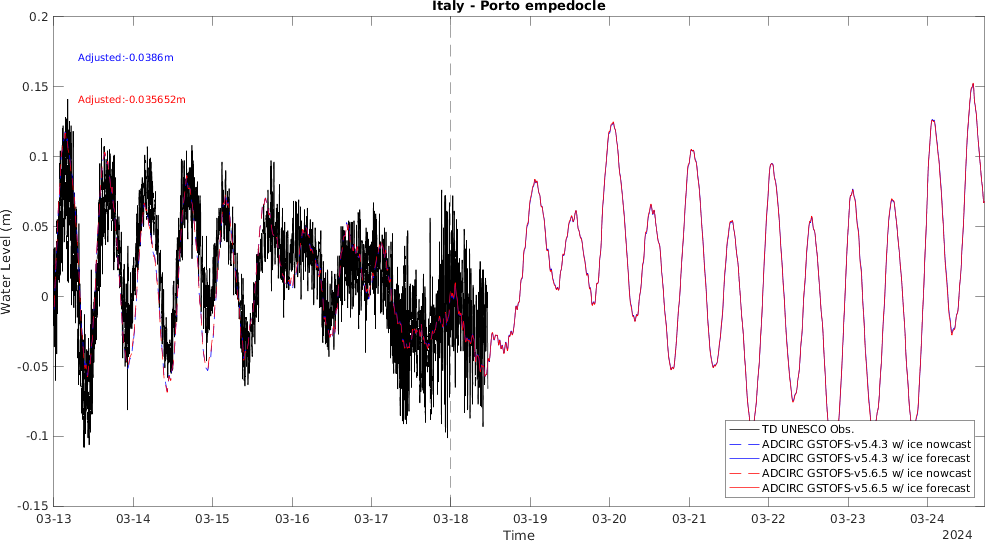 Italy - Porto empedocle
Adjusted:-0.0386m
Adjusted:-0.035652m
Water Level (m)
0.2
0.15
0.1
0.05
0
-0.05
-0.1
-0.15
TD UNESCO Obs.
ADCIRC GSTOFS-v5.4.3 w/ ice nowcast
ADCIRC GSTOFS-v5.4.3 w/ ice forecast
ADCIRC GSTOFS-v5.6.5 w/ ice nowcast
ADCIRC GSTOFS-v5.6.5 w/ ice forecast
03-13 03-14 03-15 03-16 03-17 03-18 03-19 03-20 03-21 03-22 03-23 03-24
Time
2024